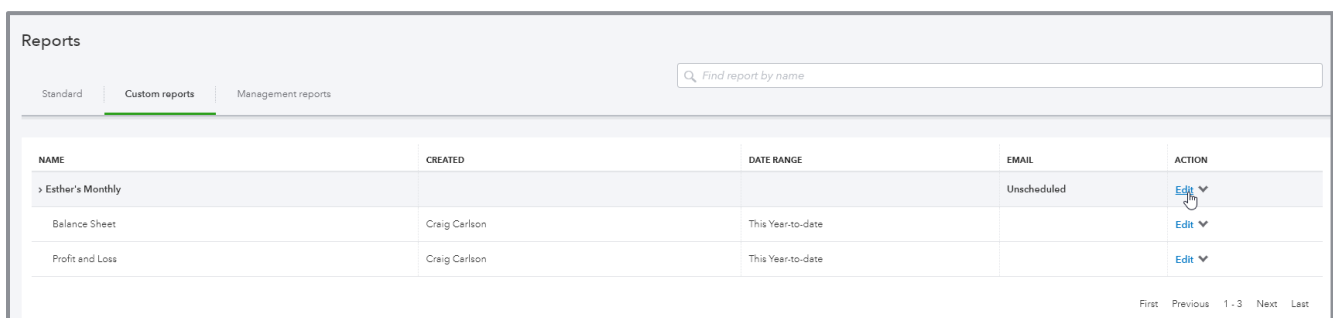 Reports
Find report by name
Standard Custom reports Management reports
NAME CREATED DATE RANGE EMAIL ACTION
› Esther's Monthly Unscheduled Edit
Balance Sheet Craig Carlson This Year-to-date Edit
Profit and Loss Craig Carlson This Year-to-date Edit
First Previous 1 - 3 Next Last